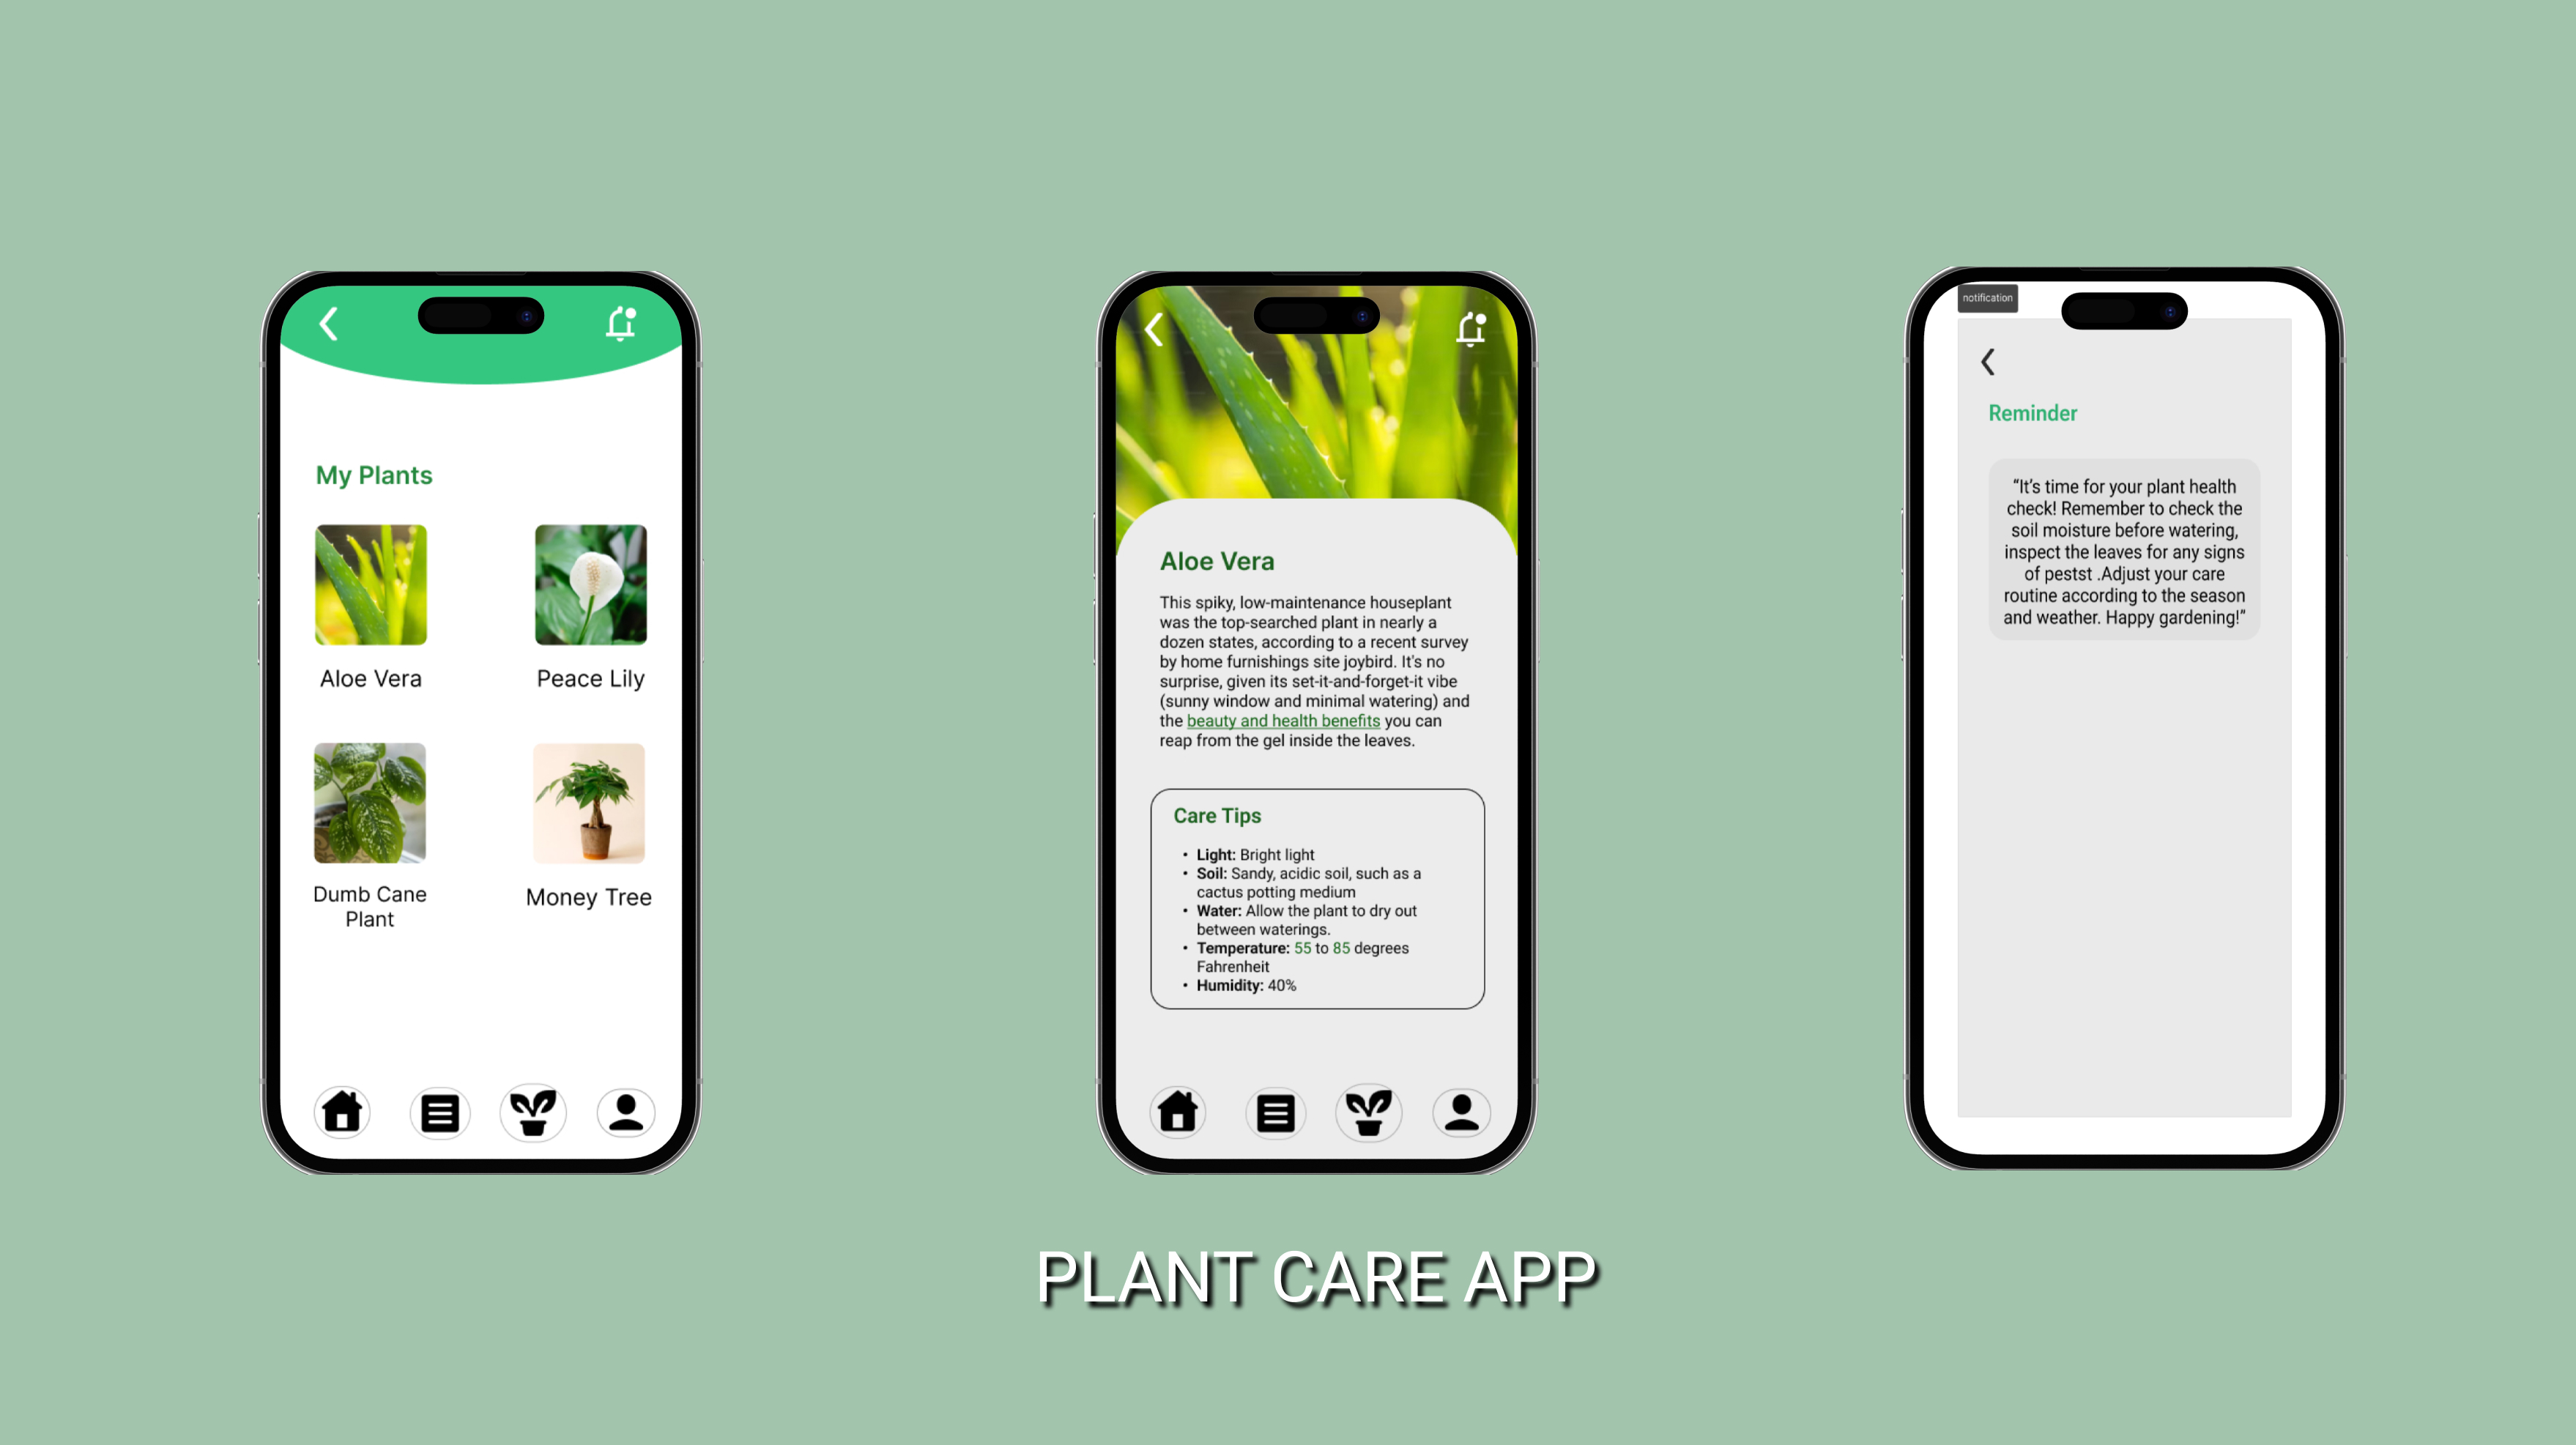 My Plants
Aloe Vera
Peace Lily
Dumb Cane
Plant
Money Tree
Aloe Vera
This spiky, low-maintenance houseplant
was the top-searched plant in nearly a
dozen states, according to a recent survey
by home furnishings site joybird. It's no
surprise, given its set-it-and-forget-it vibe
(sunny window and minimal watering) and
the beauty and health benefits you can
reap from the gel inside the leaves.
Care Tips
• Light: Bright light
• Soil: Sandy, acidic soil, such as a
cactus potting medium
• Water: Allow the plant to dry out
between waterings.
• Temperature: 55 to 85 degrees
Fahrenheit
• Humidity: 40%
notification
Reminder
“It’s time for your plant health
check! Remember to check the
soil moisture before watering,
inspect the leaves for any signs
of pestst .Adjust your care
routine according to the season
and weather. Happy gardening!”
PLANT CARE APP